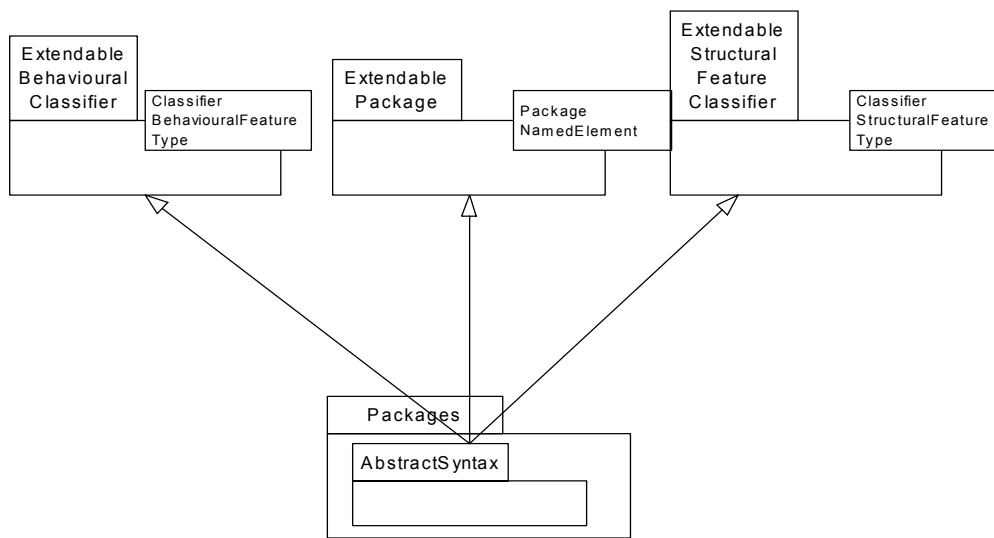 Extendable
Behavioural
Classifier
Classifier
BehaviouralFeature
Type
Extendable
Package
Package
NamedElement
Extendable
Structural
Feature
Classifier
Classifier
StructuralFeature
Type
Packages
AbstractSyntax